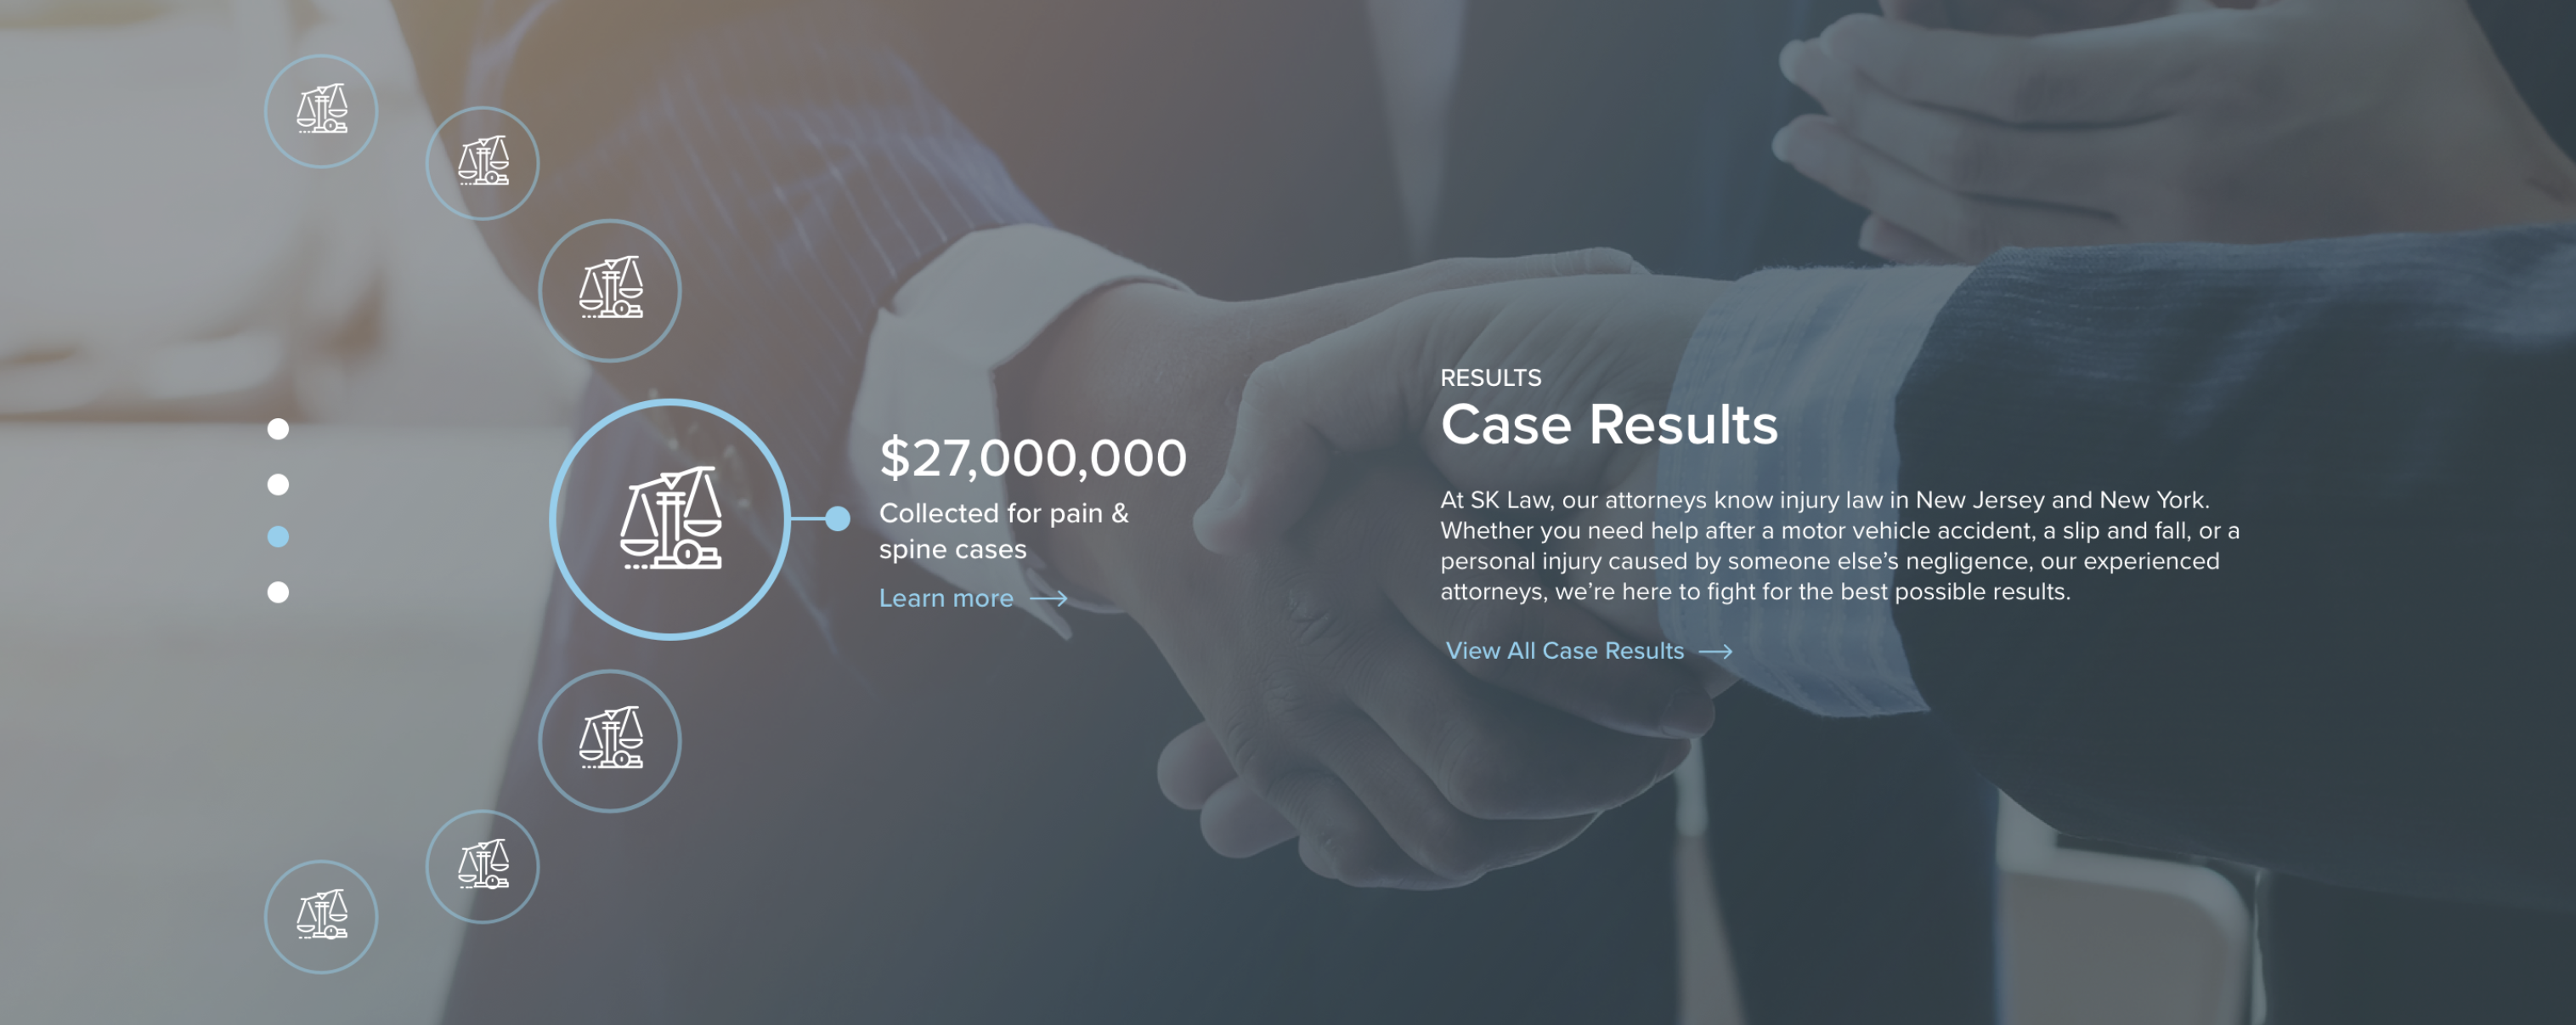 $27,000,000
Collected for pain &
spine cases
Learn more
RESULTS
Case Results
At SK Law, our attorneys know injury law in New Jersey and New York.
Whether you need help after a motor vehicle accident, a slip and fall, or a
personal injury caused by someone else’s negligence, our experienced
attorneys, we’re here to fight for the best possible results.
View All Case Results